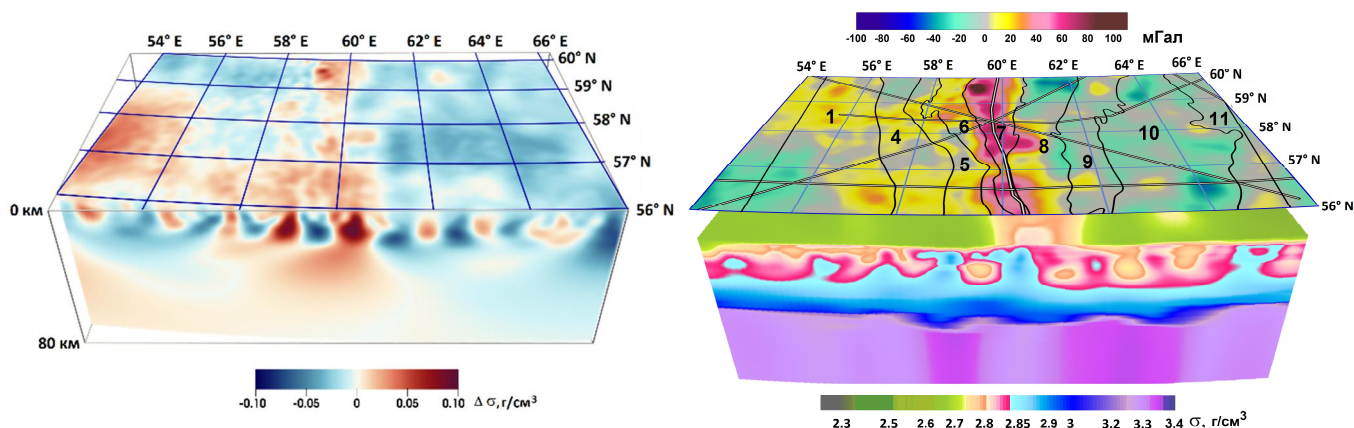 54° E 56° E 58° E 60° E 62° E 64° E 66° E
60° N
59° N
58° N
57° N
56° N
0 км
80 км
-0.10 -0.05 0 0.05 0.10 Δ σ, г/см³
-100 -80 -60 -40 -20 0 20 40 60 80 100 мГал
54° E 56° E 58° E 60° E 62° E 64° E 66° E
60° N
59° N
58° N
57° N
56° N
1 4 6 5 7 8 9 10 11
2.3 2.5 2.6 2.7 2.8 2.85 2.9 3 3.2 3.3 3.4 σ, г/см³